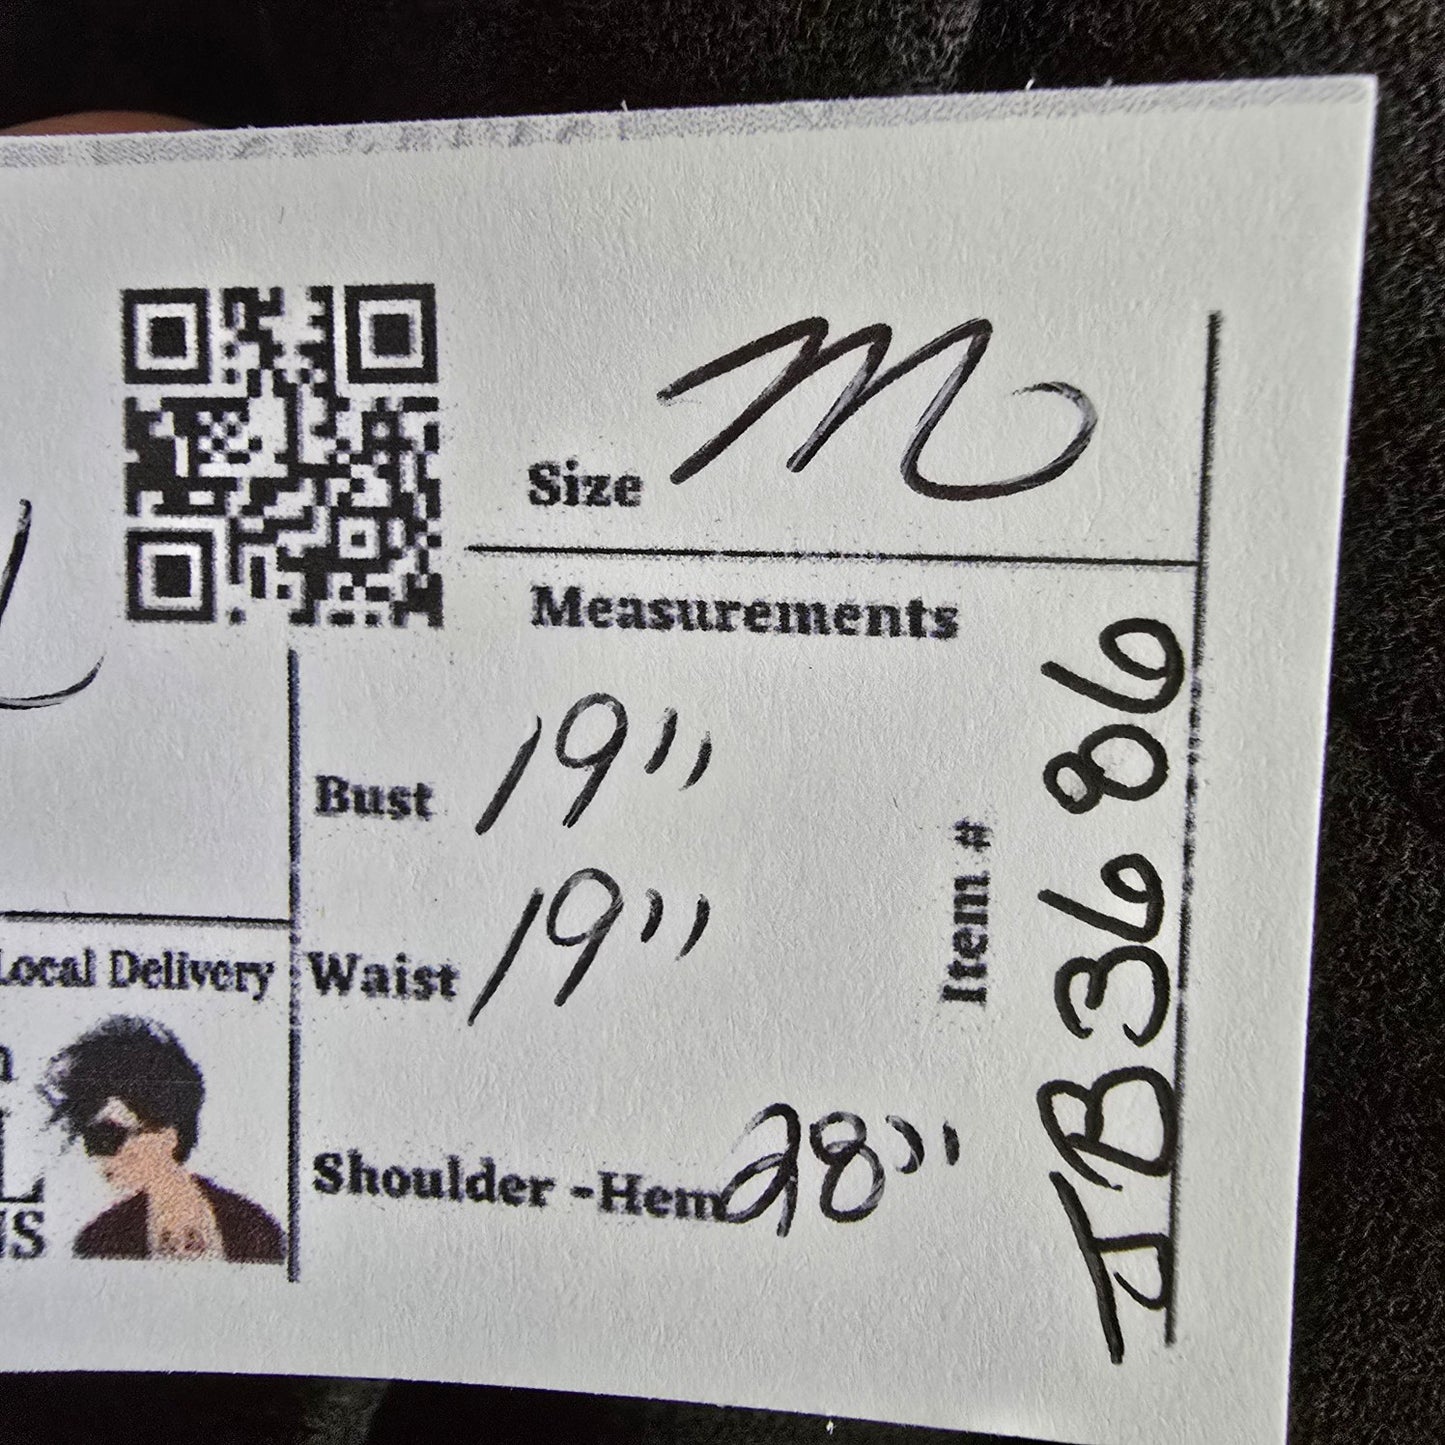 Size M
Measurements
Bust 19"
Waist 19"
Shoulder -Hem 28"
Item # JB3686
Local Delivery